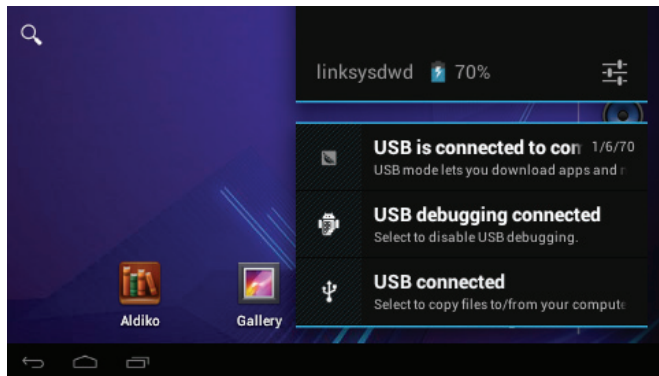 linksysdwd 70%
USB is connected to con 1/6/70
USB mode lets you download apps and
USB debugging connected
Select to disable USB debugging.
USB connected
Select to copy files to/from your compute
Aldiko Gallery